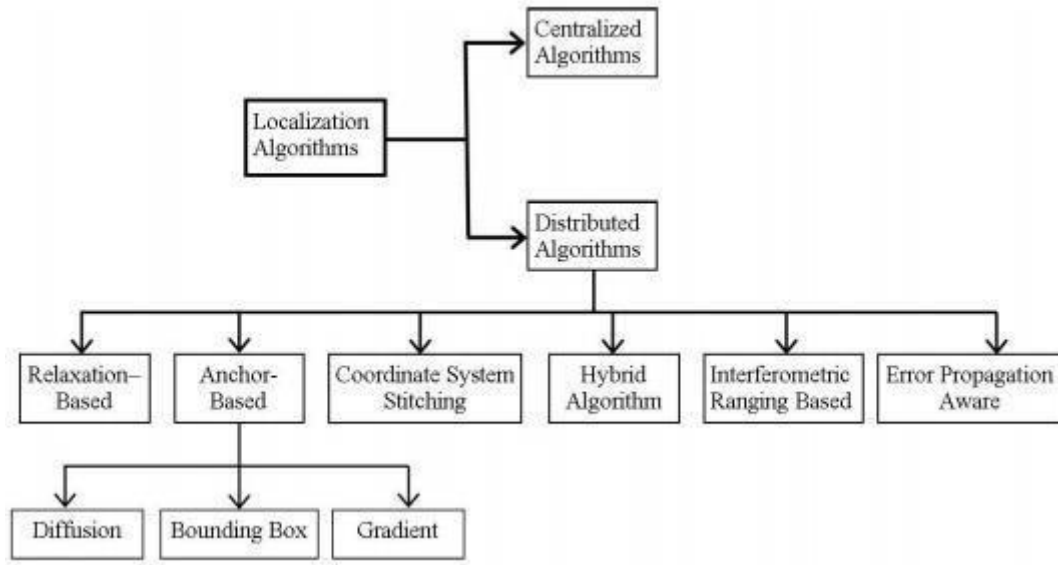 Centralized
Algorithms
Localization
Algorithms
Distributed
Algorithms
Relaxation–
Based
Anchor-
Based
Coordinate System
Stitching
Hybrid
Algorithm
Interferometric
Ranging Based
Error Propagation
Aware
Diffusion
Bounding Box
Gradient